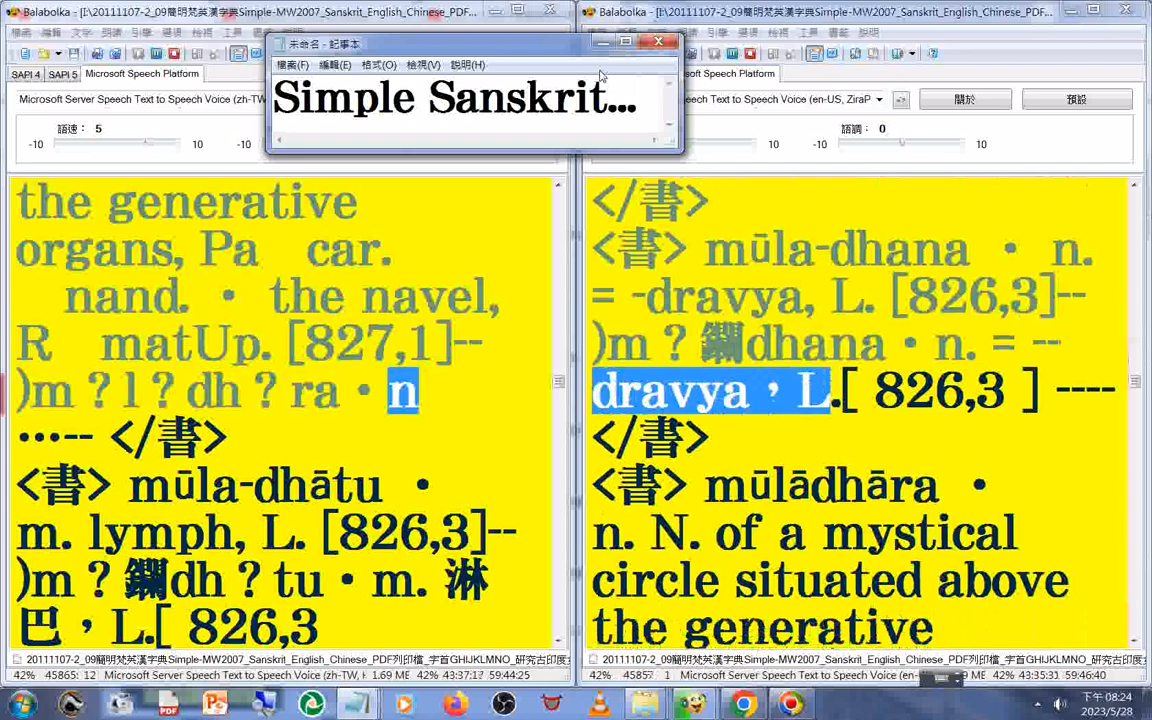 Balabolka - [I:\20111107-2_09簡明梵英漢字典Simple-MW2007_Sanskrit_English_Chinese_PDF...
SAPI 4 SAPI 5 Microsoft Speech Platform
Microsoft Server Speech Text to Speech Voice (zh-TW,
語速： 5
-10 10 -10
the generative
organs, Pa car.
nand. • the navel,
R matUp. [827,1]--
)m？l？dh？ra•n
…-- </書>
<書> mūla-dhātu •
m. lymph, L. [826,3]--
)m？鑭dh？tu•m. 淋
巴，L.[ 826,3
20111107-2_09簡明梵英漢字典Simple-MW2007_Sanskrit_English_Chinese_PDF列印檔_字首GHIJKLMNO_研究古印度
42% 45865: 12 Microsoft Server Speech Text to Speech Voice (zh-TW, 1.69 ME 42% 43:37:17 59:44:25
未命名 - 記事本
檔案(F) 編輯(E) 格式(O) 檢視(V) 說明(H)
Simple Sanskrit...
Balabolka - [I:\20111107-2_09簡明梵英漢字典Simple-MW2007_Sanskrit_English_Chinese_PDF...
Speech Platform
eech Text to Speech Voice (en-US, ZiraP
關於 預設
語調： 0
10 -10 10
</書>
<書> mūla-dhana • n.
= -dravya, L. [826,3]--
)m？鑭dhana•n. = --
dravya，L.[ 826,3 ] ----
</書>
<書> mūlādhāra •
n. N. of a mystical
circle situated above
the generative
20111107-2_09簡明梵英漢字典Simple-MW2007_Sanskrit_English_Chinese_PDF列印檔_字首GHIJKLMNO_研究古印度
42% Microsoft Server Speech Text to Speech Voice (en-US, 1.69 ME 42% 43:35:31 59:46:40
下午 08:24
2023/5/28